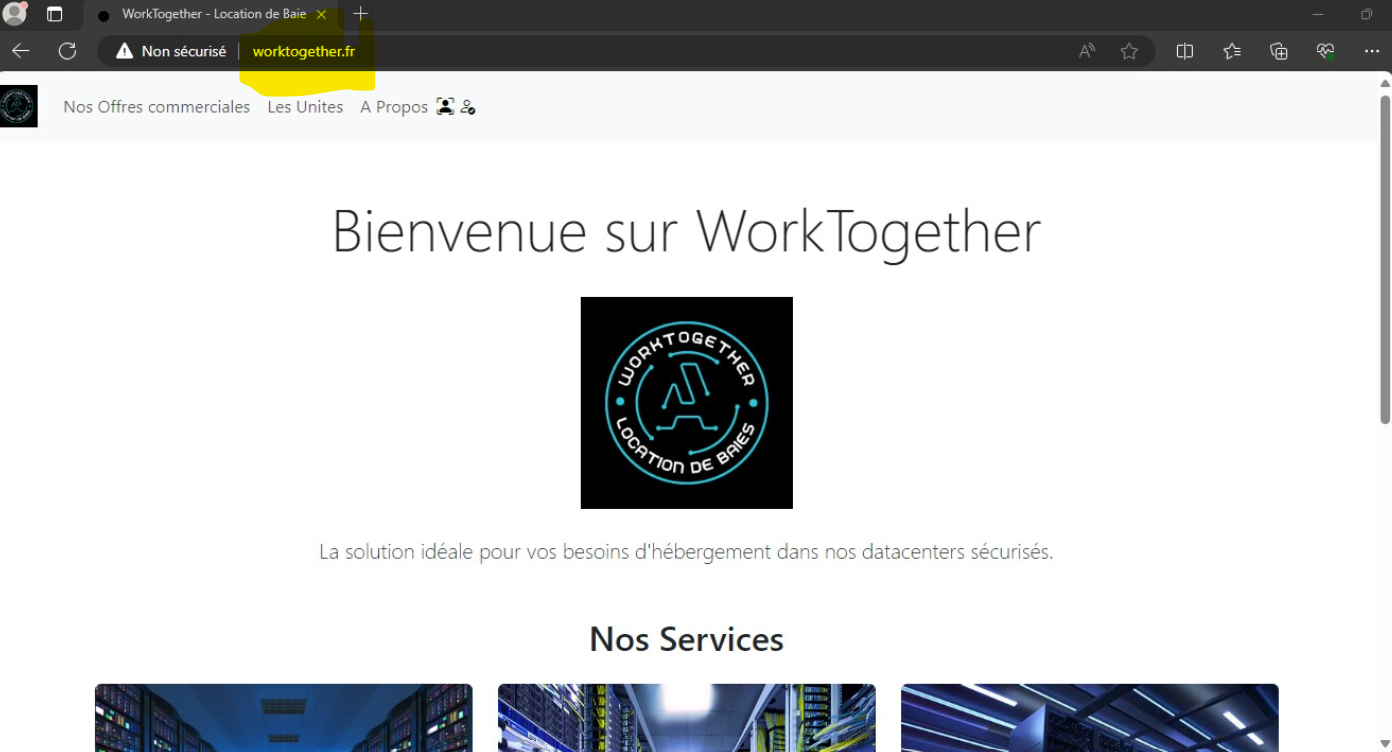 WorkTogether - Location de Baie
Non sécurisé
worktogether.fr
Nos Offres commerciales Les Unites A Propos
Bienvenue sur WorkTogether
WORKTOGETHER
LOCATION DE BAIES
La solution idéale pour vos besoins d'hébergement dans nos datacenters sécurisés.
Nos Services